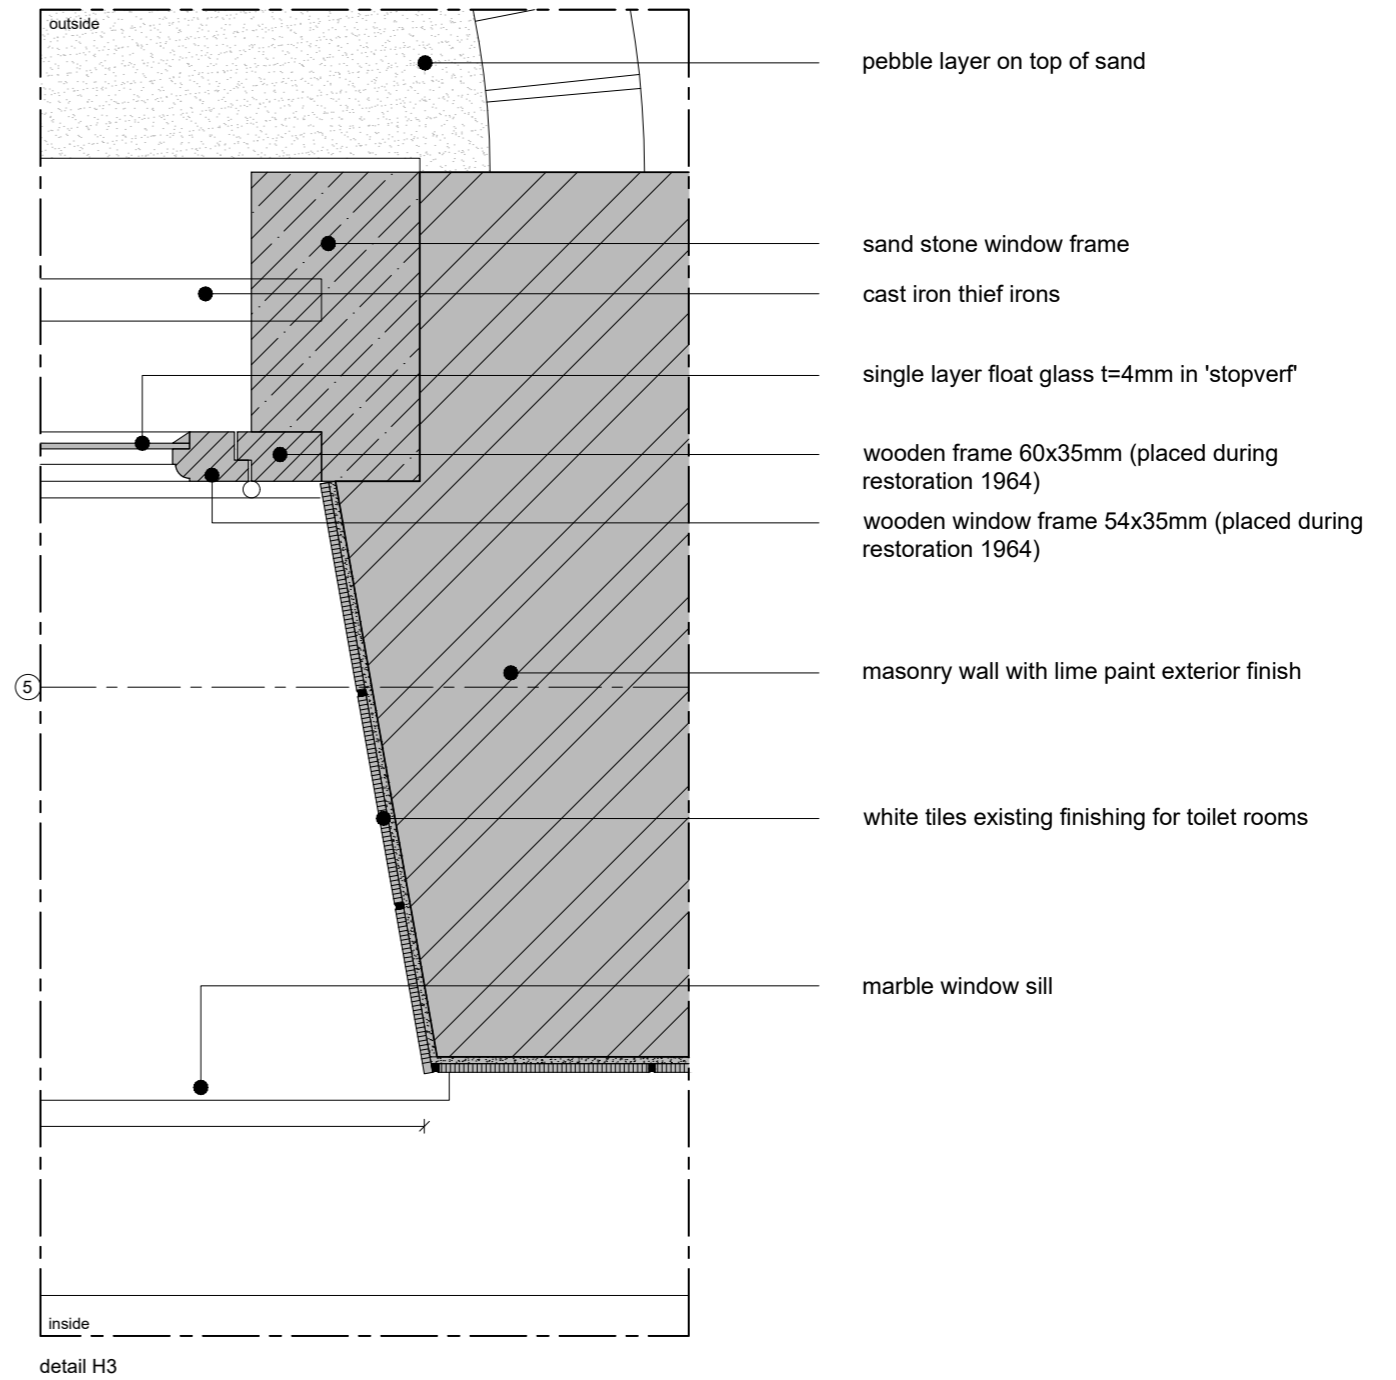 outside
pebble layer on top of sand
sand stone window frame
cast iron thief irons
single layer float glass t=4mm in 'stopverf'
wooden frame 60x35mm (placed during
restoration 1964)
wooden window frame 54x35mm (placed during
restoration 1964)
masonry wall with lime paint exterior finish
5
white tiles existing finishing for toilet rooms
marble window sill
inside
detail H3